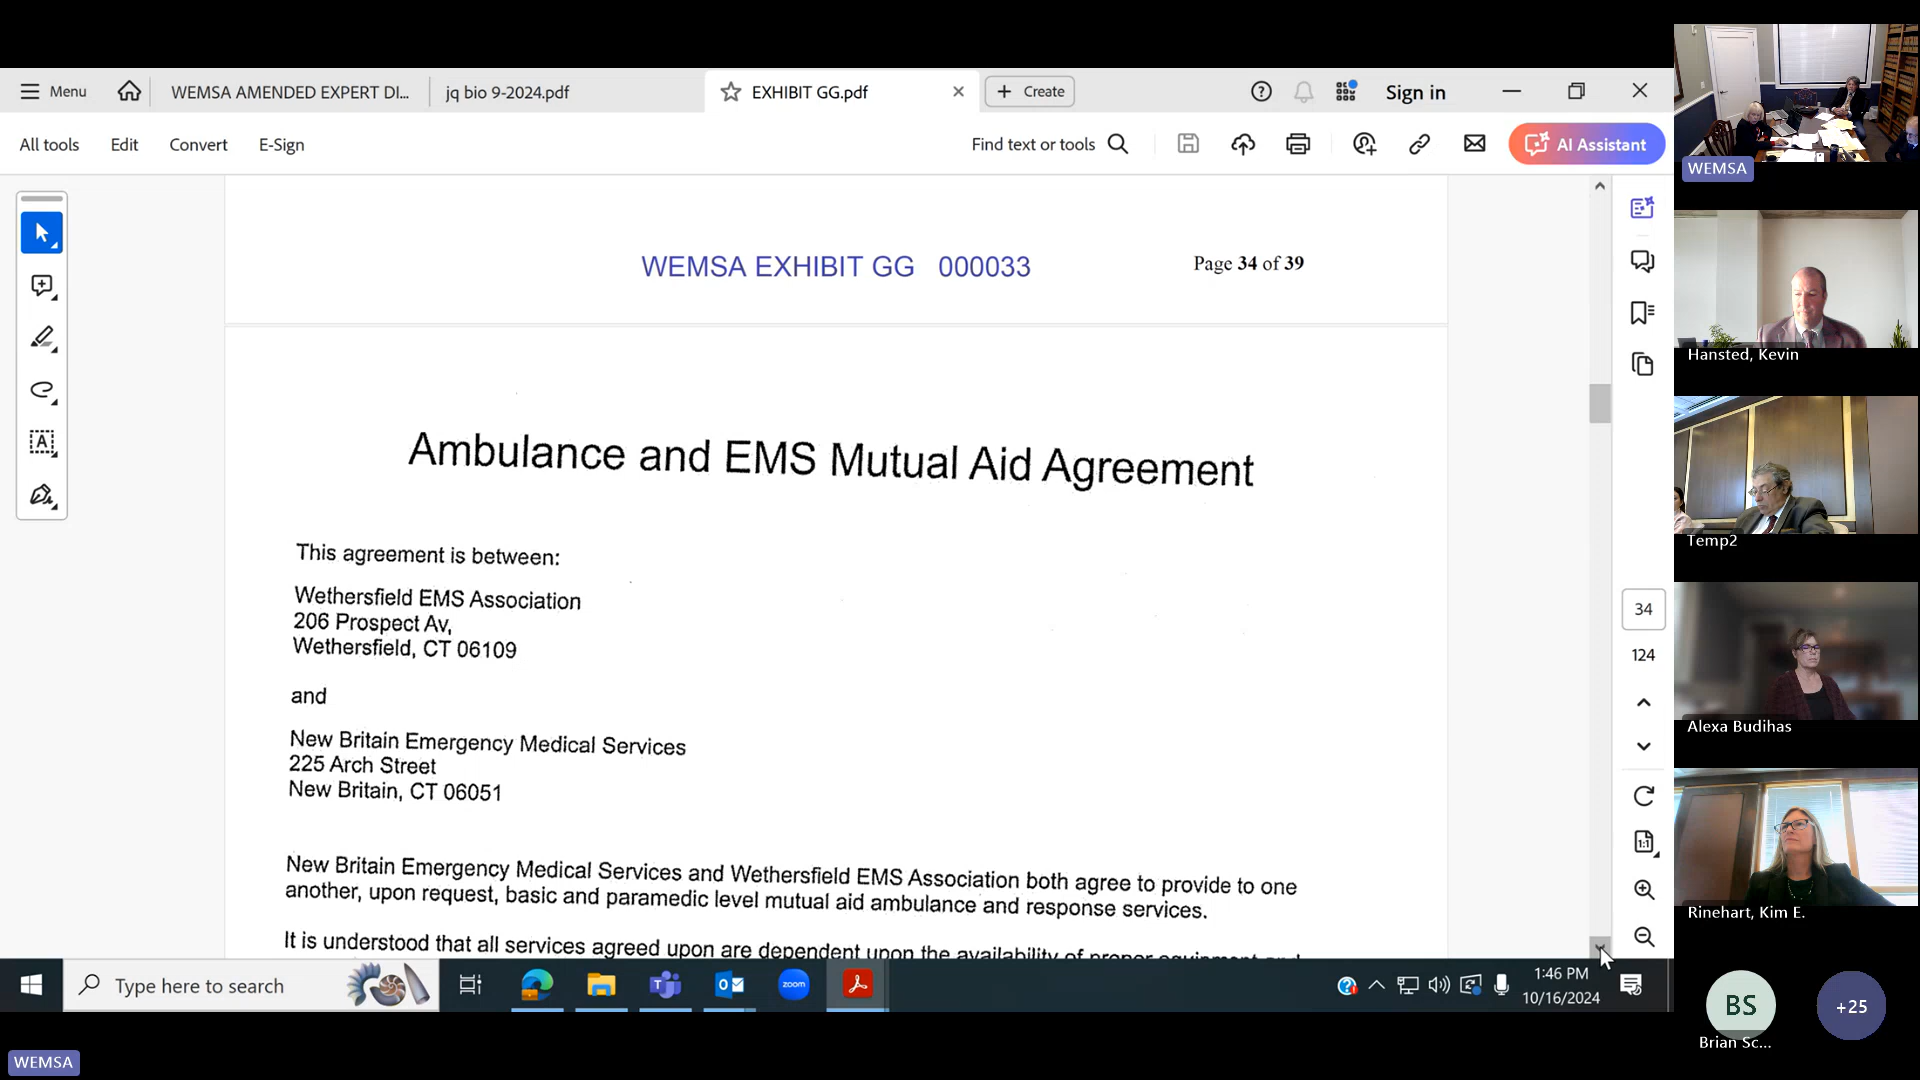 Menu
WEMSA AMENDED EXPERT DI...
jq bio 9-2024.pdf
EXHIBIT GG.pdf
Create
Sign in
All tools
Edit
Convert
E-Sign
Find text or tools
AI Assistant
WEMSA EXHIBIT GG 000033
Page 34 of 39
Ambulance and EMS Mutual Aid Agreement
This agreement is between:
Wethersfield EMS Association
206 Prospect Av,
Wethersfield, CT 06109
and
New Britain Emergency Medical Services
225 Arch Street
New Britain, CT 06051
New Britain Emergency Medical Services and Wethersfield EMS Association both agree to provide to one
another, upon request, basic and paramedic level mutual aid ambulance and response services.
It is understood that all services agreed upon are dependent upon the availability of proper equipment and
34
124
1:1
Type here to search
zoom
1:46 PM
10/16/2024
WEMSA
WEMSA
Hansted, Kevin
Temp2
Alexa Budihas
Rinehart, Kim E.
BS
Brian Sc...
+25